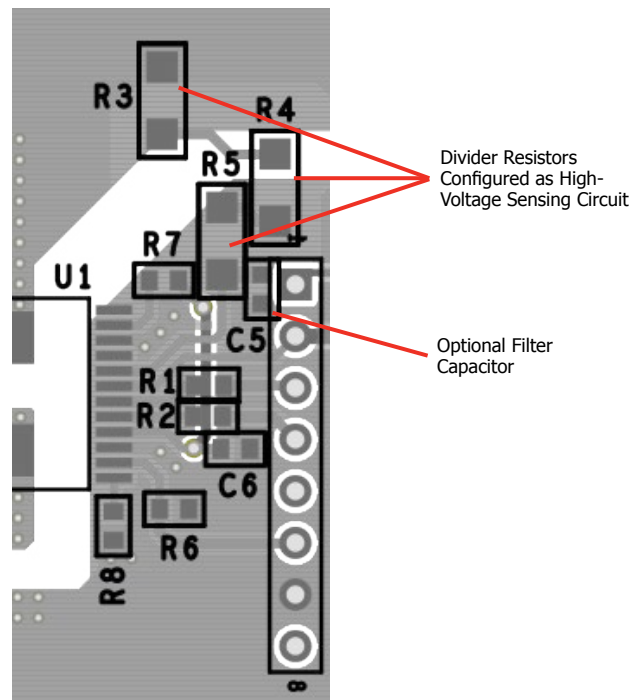 R3
R4
Divider Resistors
Configured as High-
Voltage Sensing Circuit
R5
R7
U1
C5
Optional Filter
Capacitor
R1
R2
C6
R6
R8
8